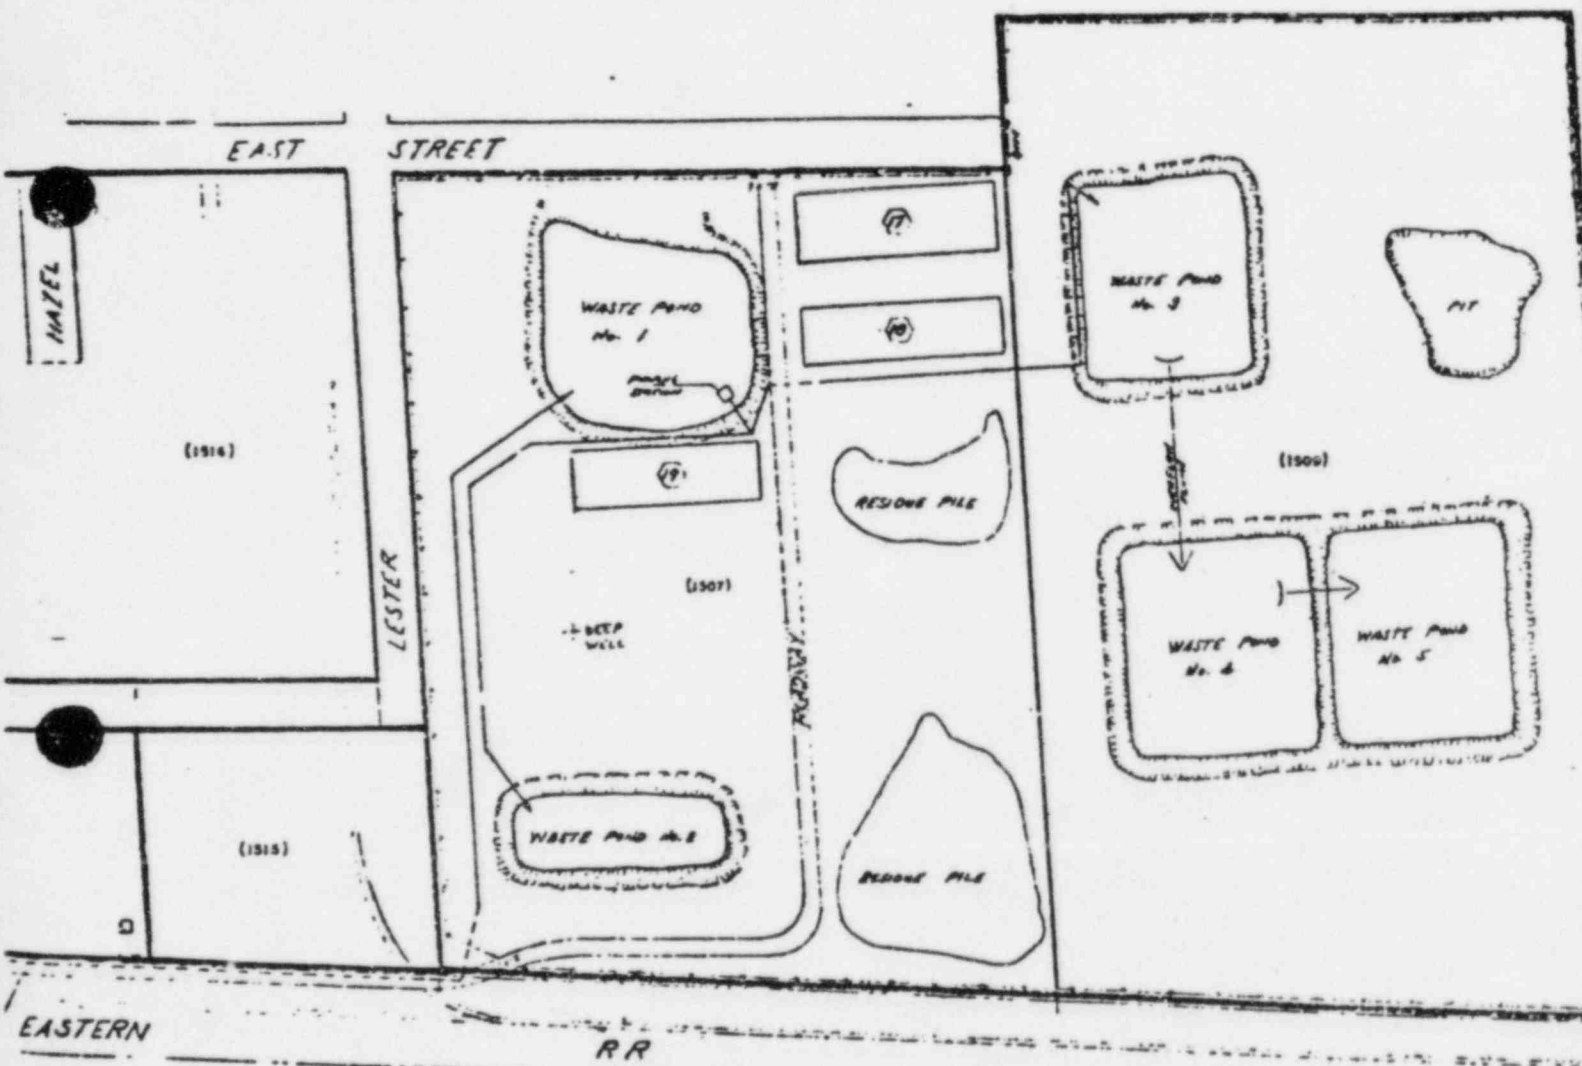 EAST STREET
HAZEL
17
WASTE POND
No. 3
WASTE POND
No. 1
PIT
18
(1514)
(1509)
19
RESIDUE PILE
LESTER
(1507)
DEEP
WELL
ROADWAY
WASTE POND
No. 4
WASTE POND
No. 5
WASTE POND No. 2
(1515)
RESIDUE PILE
EASTERN
RR